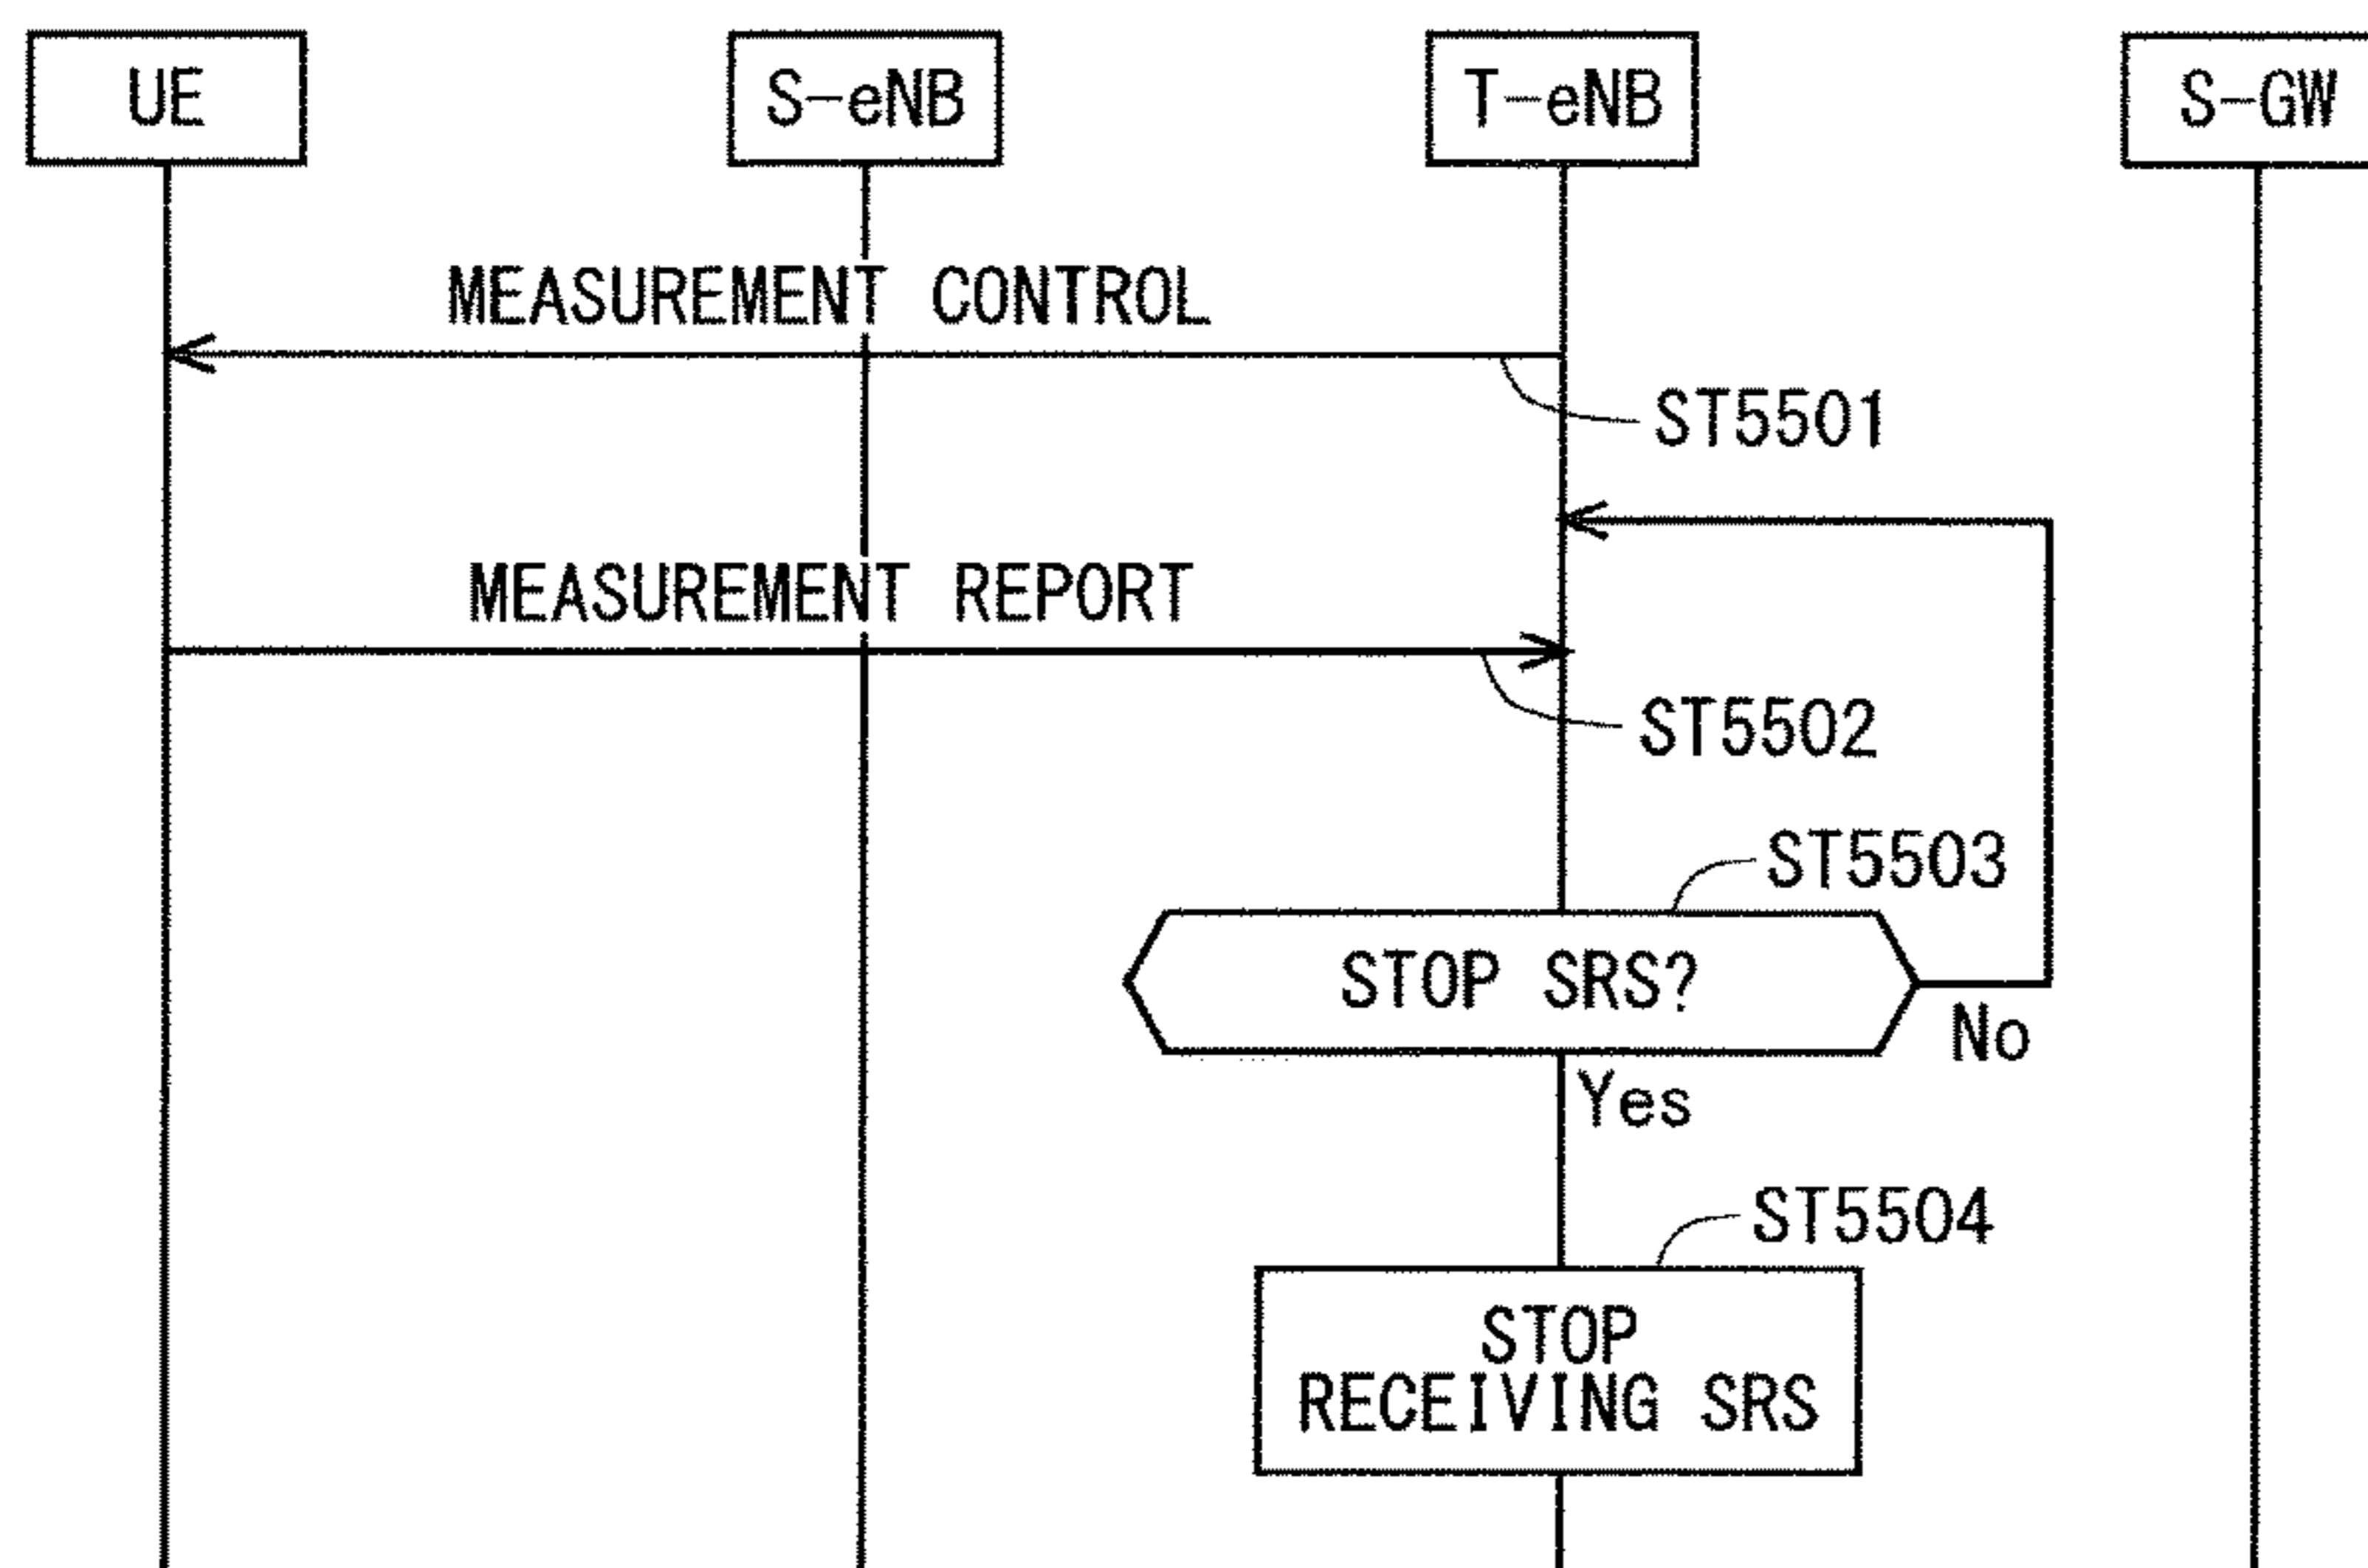 UE
S-eNB
T-eNB
S-GW
MEASUREMENT CONTROL
ST5501
MEASUREMENT REPORT
ST5502
ST5503
STOP SRS?
No
Yes
ST5504
STOP
RECEIVING SRS